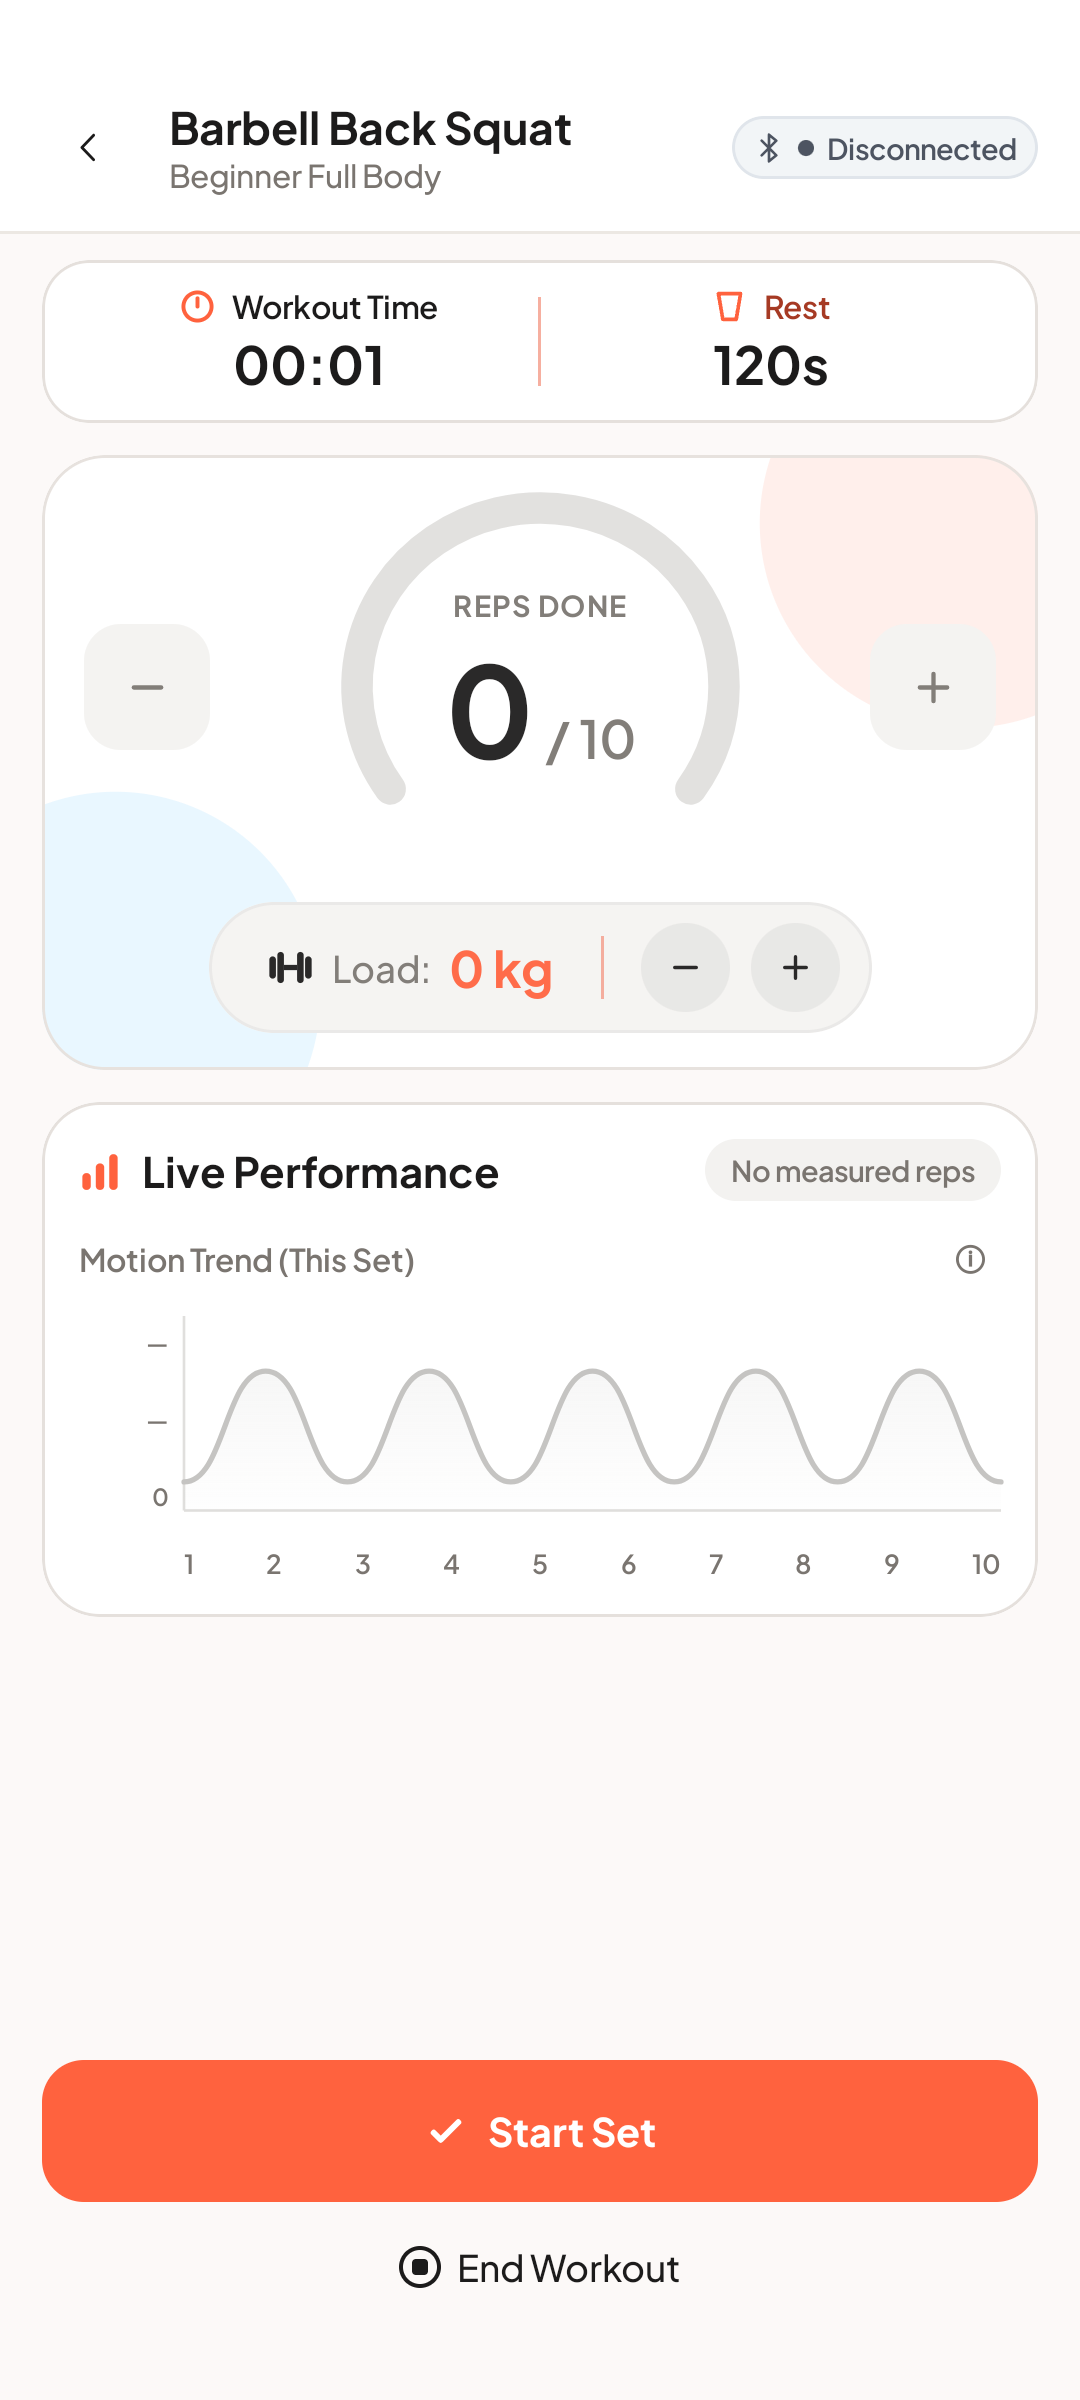 Barbell Back Squat
Beginner Full Body
Disconnected
Workout Time
00:01
Rest
120s
REPS DONE
0 / 10
Load: 0 kg
Live Performance
No measured reps
Motion Trend (This Set)
0
1 2 3 4 5 6 7 8 9 10
Start Set
End Workout